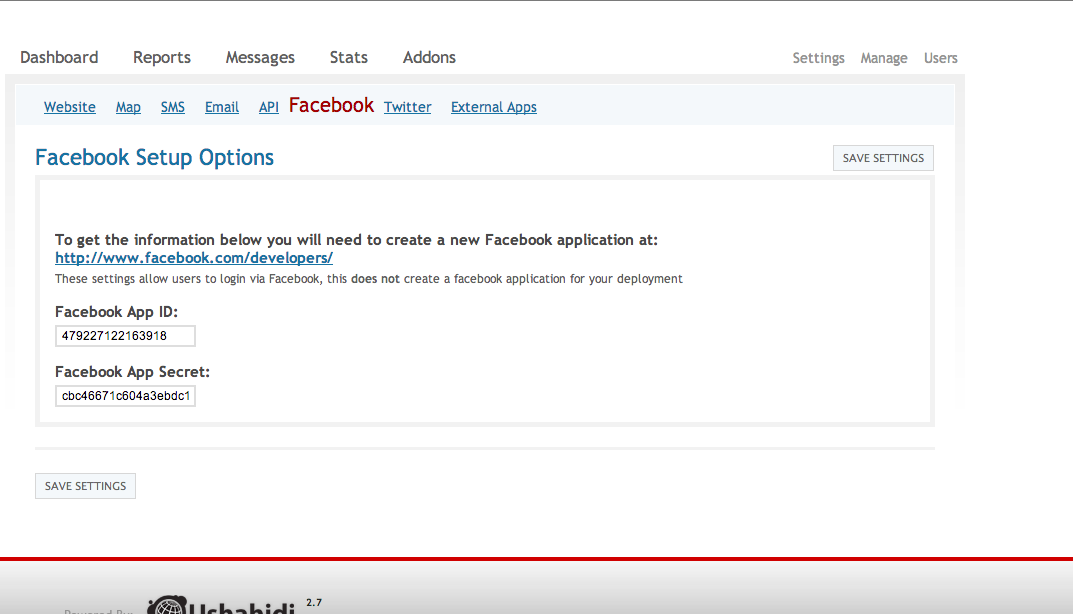 Dashboard Reports Messages Stats Addons Settings Manage Users
Website Map SMS Email API Facebook Twitter External Apps
Facebook Setup Options SAVE SETTINGS
To get the information below you will need to create a new Facebook application at:
http://www.facebook.com/developers/
These settings allow users to login via Facebook, this does not create a facebook application for your deployment
Facebook App ID:
479227122163918
Facebook App Secret:
cbc46671c604a3ebdc1
SAVE SETTINGS
Powered By: Ushahidi 2.7